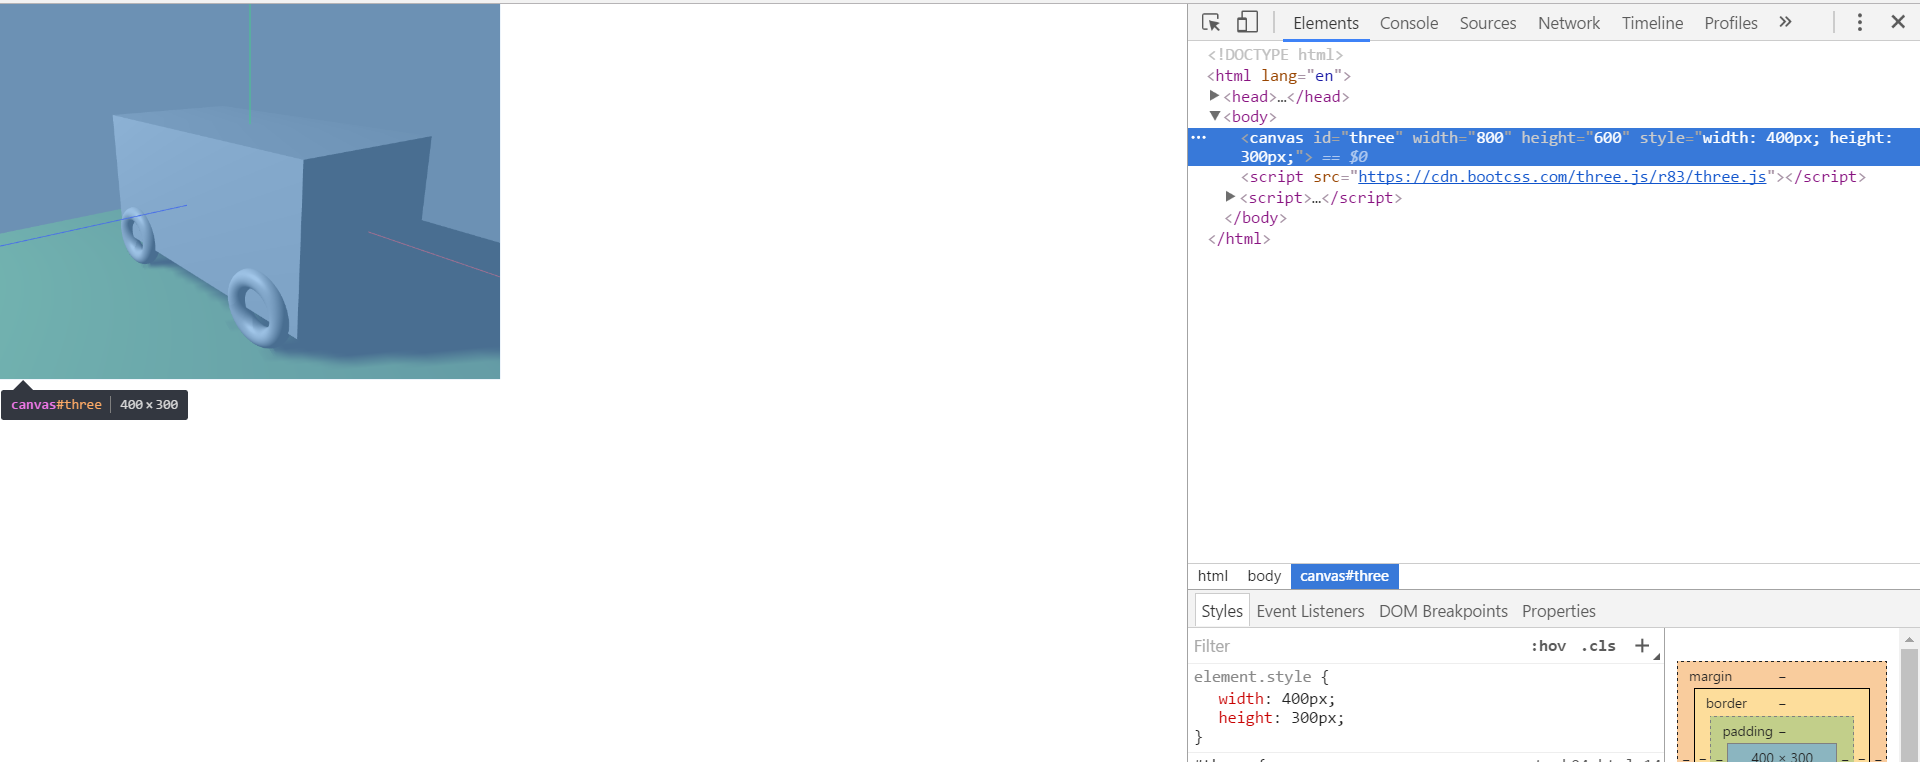 canvas#three 400 × 300
Elements Console Sources Network Timeline Profiles »
<!DOCTYPE html>
<html lang="en">
▶<head>…</head>
▼<body>
… <canvas id="three" width="800" height="600" style="width: 400px; height:
300px;"> == $0
<script src="https://cdn.bootcss.com/three.js/r83/three.js"></script>
▶<script>…</script>
</body>
</html>
html body canvas#three
Styles Event Listeners DOM Breakpoints Properties
Filter :hov .cls +
element.style {
width: 400px;
height: 300px;
}
margin –
border –
padding –
400 × 300